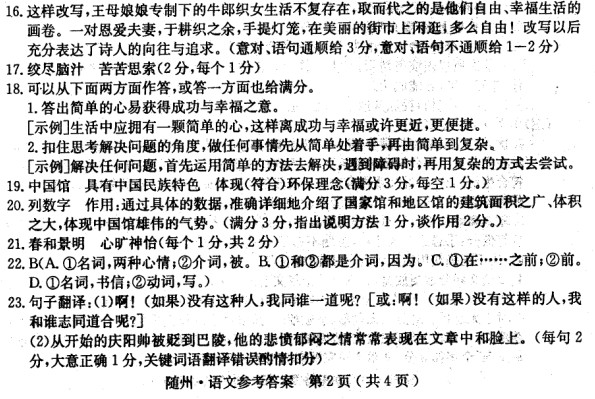 16. 这样改写,王母娘娘专制下的牛郎织女生活不复存在,取而代之的是他们自由、幸福生活的
画卷。一对恩爱夫妻,于耕织之余,手提灯笼,在美丽的街市上闲逛,多么自由！改写以后
充分表达了诗人的向往与追求。(意对、语句通顺给3分,意对、语句不通顺给1－2分)
17. 绞尽脑汁　苦苦思索(2分,每个1分)
18. 可以从下面两方面作答,或答一方面也给满分。
1. 答出简单的心易获得成功与幸福之意。
[示例]生活中应拥有一颗简单的心,这样离成功与幸福或许更近,更便捷。
2. 扣住思考解决问题的角度,做任何事情先从简单处着手,再由简单到复杂。
[示例]解决任何问题,首先运用简单的方法去解决,遇到障碍时,再用复杂的方式去尝试。
19. 中国馆　具有中国民族特色　体现(符合)环保理念(满分3分,每空1分。)
20. 列数字　作用:通过具体的数据,准确详细地介绍了国家馆和地区馆的建筑面积之广、体积
之大,体现中国馆雄伟的气势。(满分3分,指出说明方法1分,谈作用2分。)
21. 春和景明　心旷神怡(每个1分,共2分)
22. B(A. ①名词,两种心情;②介词,被。B. ①和②都是介词,因为。C. ①在……之前;②前。
D. ①名词,书信;②动词,写。)
23. 句子翻译:(1)啊！(如果)没有这种人,我同谁一道呢？[或:啊！(如果)没有这样的人,我
和谁志同道合呢?]
(2)从开始的庆阳帅被贬到巴陵,他的悲愤郁闷之情常常表现在文章中和脸上。(每句2
分,大意正确1分,关键词语翻译错误酌情扣分)
随州·语文参考答案　第2页(共4页)